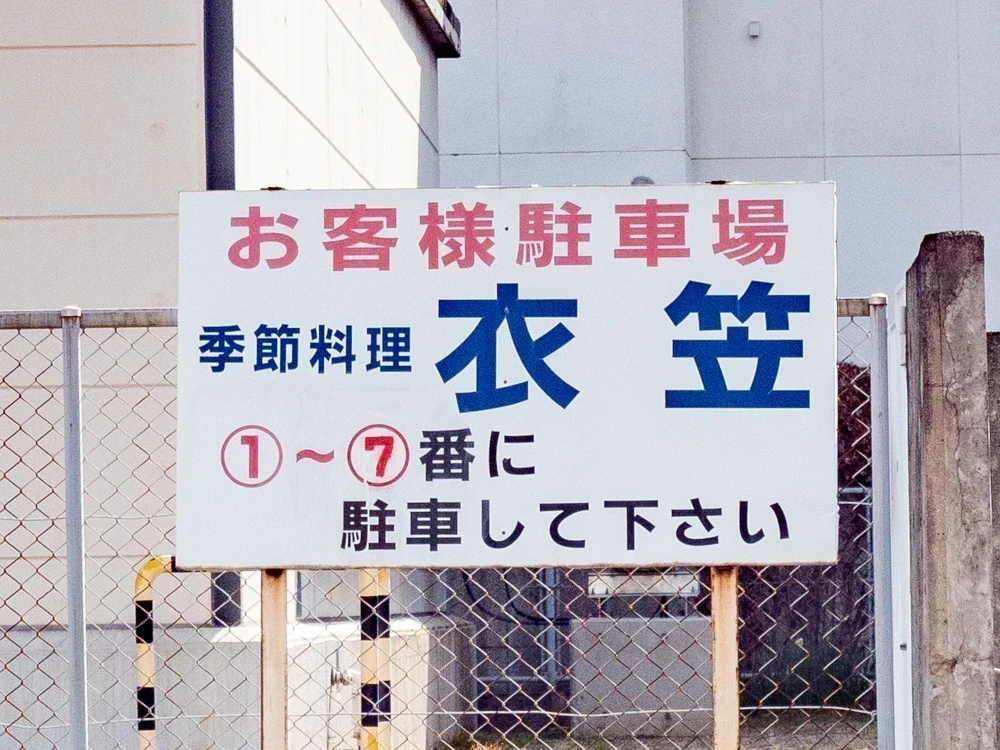 お客様駐車場
季節料理 衣笠
①～⑦番に
駐車して下さい